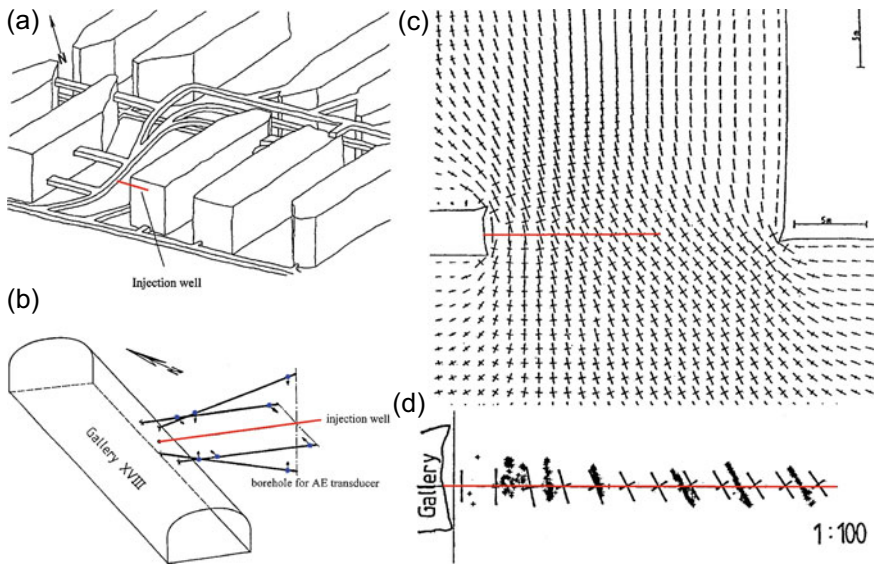 (a)
N
Injection well
(b)
N
Gallery XVIII
injection well
borehole for AE transducer
(c)
5m
5m
(d)
Gallery
1:100